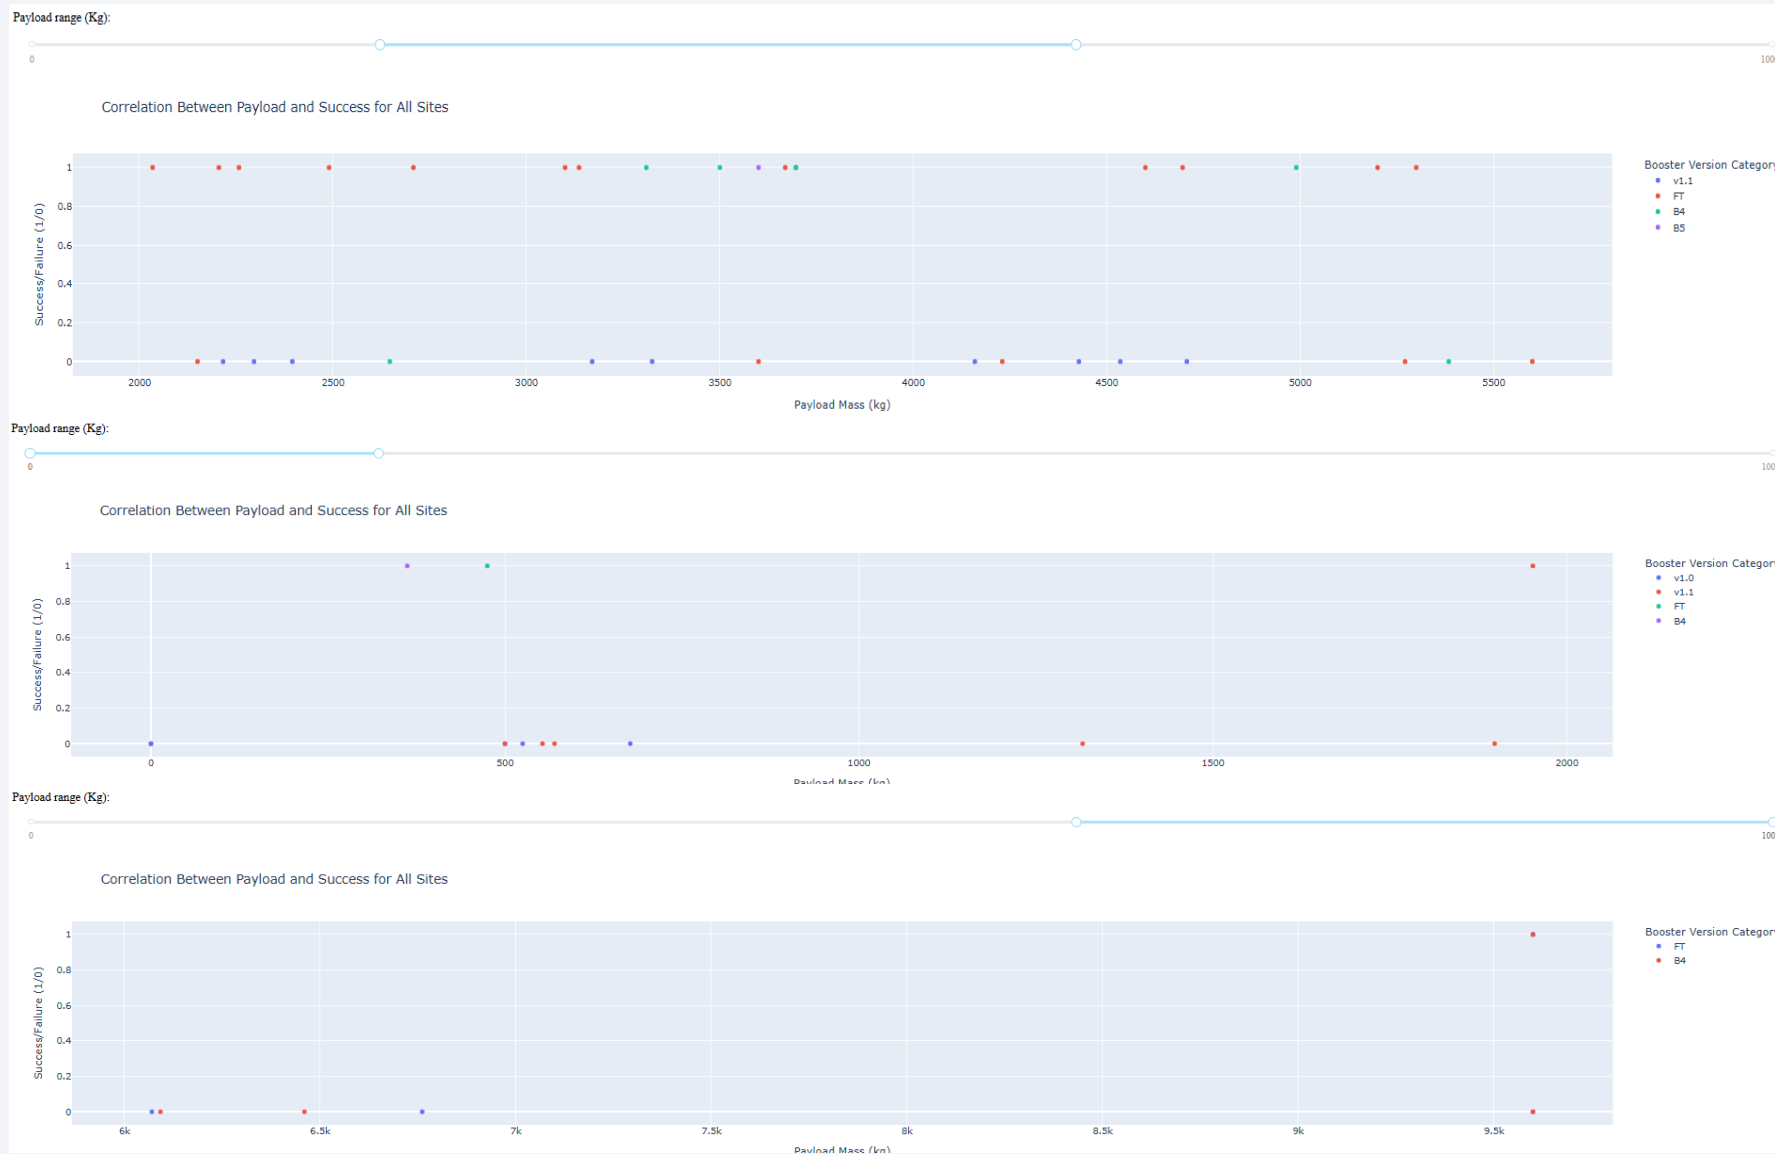 Payload range (Kg):
0
100
Correlation Between Payload and Success for All Sites
1
0.8
0.6
0.4
0.2
0
Success/Failure (1/0)
2000 2500 3000 3500 4000 4500 5000 5500
Payload Mass (kg)
Booster Version Category
v1.1
FT
B4
B5
Payload range (Kg):
0
100
Correlation Between Payload and Success for All Sites
1
0.8
0.6
0.4
0.2
0
Success/Failure (1/0)
0 500 1000 1500 2000
Payload Mass (kg)
Booster Version Category
v1.0
v1.1
FT
B4
Payload range (Kg):
0
100
Correlation Between Payload and Success for All Sites
1
0.8
0.6
0.4
0.2
0
Success/Failure (1/0)
6k 6.5k 7k 7.5k 8k 8.5k 9k 9.5k
Payload Mass (kg)
Booster Version Category
FT
B4